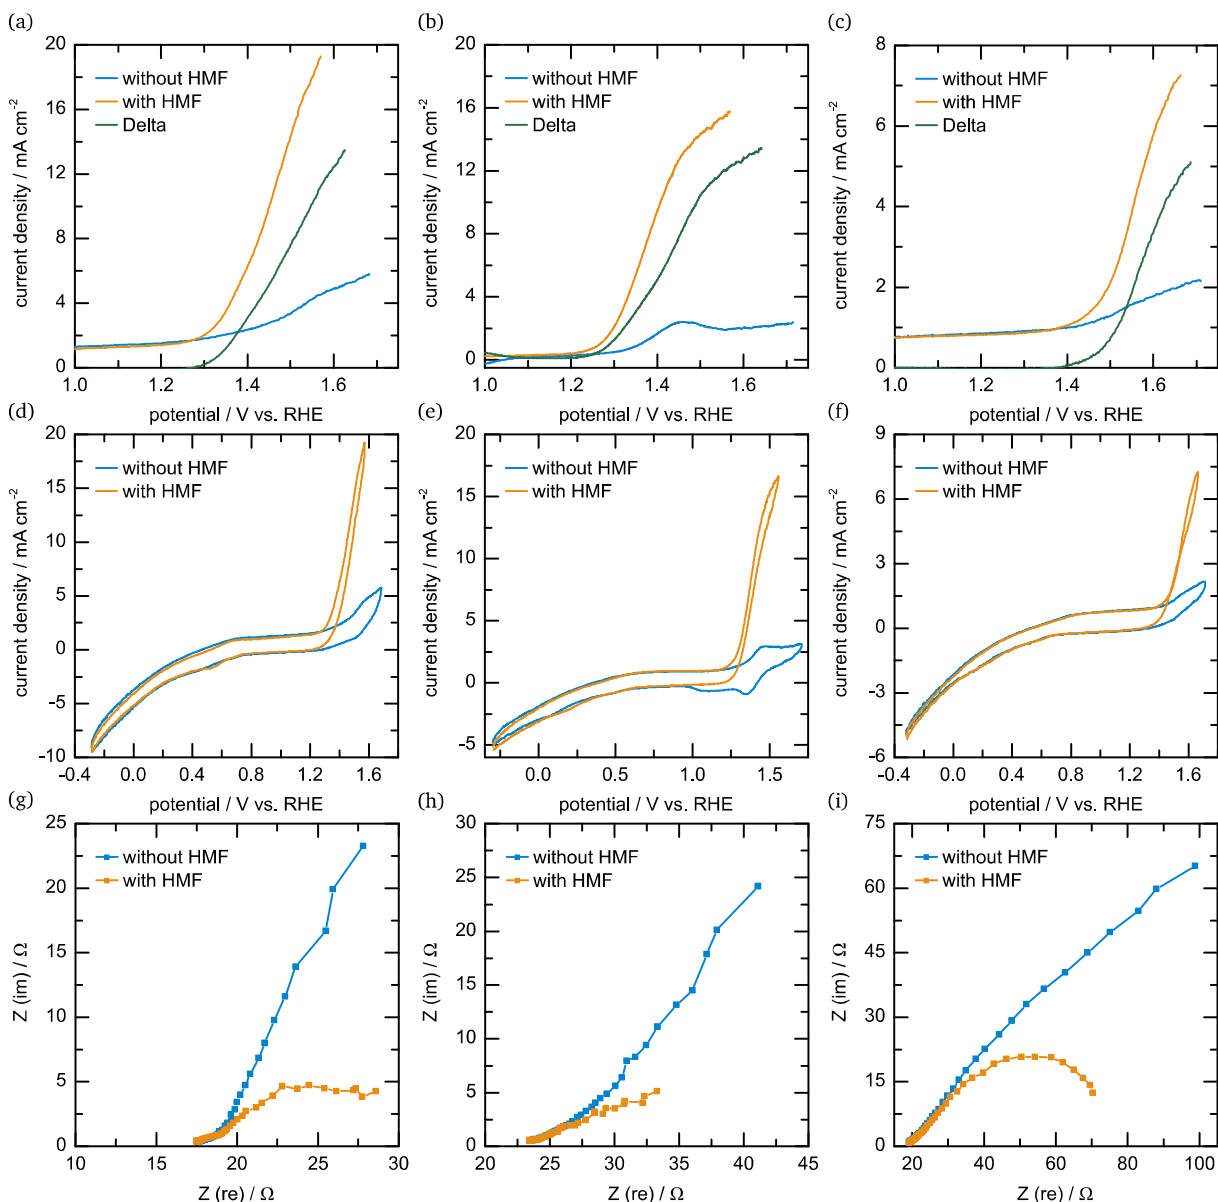 (a)
20
16
12
8
4
0
current density / mA cm⁻²
without HMF
with HMF
Delta
1.0
1.2
1.4
1.6
potential / V vs. RHE
(b)
20
16
12
8
4
0
current density / mA cm⁻²
without HMF
with HMF
Delta
1.0
1.2
1.4
1.6
potential / V vs. RHE
(c)
8
6
4
2
0
current density / mA cm⁻²
without HMF
with HMF
Delta
1.0
1.2
1.4
1.6
potential / V vs. RHE
(d)
20
15
10
5
0
-5
-10
current density / mA cm⁻²
without HMF
with HMF
-0.4
0.0
0.4
0.8
1.2
1.6
potential / V vs. RHE
(e)
20
15
10
5
0
-5
current density / mA cm⁻²
without HMF
with HMF
0.0
0.5
1.0
1.5
potential / V vs. RHE
(f)
9
6
3
0
-3
-6
current density / mA cm⁻²
without HMF
with HMF
-0.4
0.0
0.4
0.8
1.2
1.6
potential / V vs. RHE
(g)
25
20
15
10
5
0
Z (im) / Ω
without HMF
with HMF
10
15
20
25
30
Z (re) / Ω
(h)
30
25
20
15
10
5
0
Z (im) / Ω
without HMF
with HMF
20
25
30
35
40
45
Z (re) / Ω
(i)
75
60
45
30
15
0
Z (im) / Ω
without HMF
with HMF
20
40
60
80
100
Z (re) / Ω